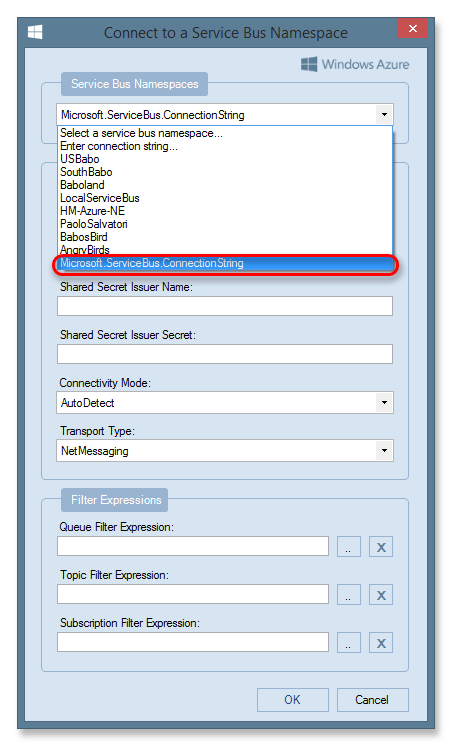 Connect to a Service Bus Namespace
x
Windows Azure
Service Bus Namespaces
Microsoft.ServiceBus.ConnectionString
Select a service bus namespace...
Enter connection string...
USBabo
SouthBabo
Baboland
LocalServiceBus
HM-Azure-NE
PaoloSalvatori
BabosBird
AngryBirds
Microsoft.ServiceBus.ConnectionString
Shared Secret Issuer Name:
Shared Secret Issuer Secret:
Connectivity Mode:
AutoDetect
Transport Type:
NetMessaging
Filter Expressions
Queue Filter Expression:
.. X
Topic Filter Expression:
.. X
Subscription Filter Expression:
.. X
OK Cancel